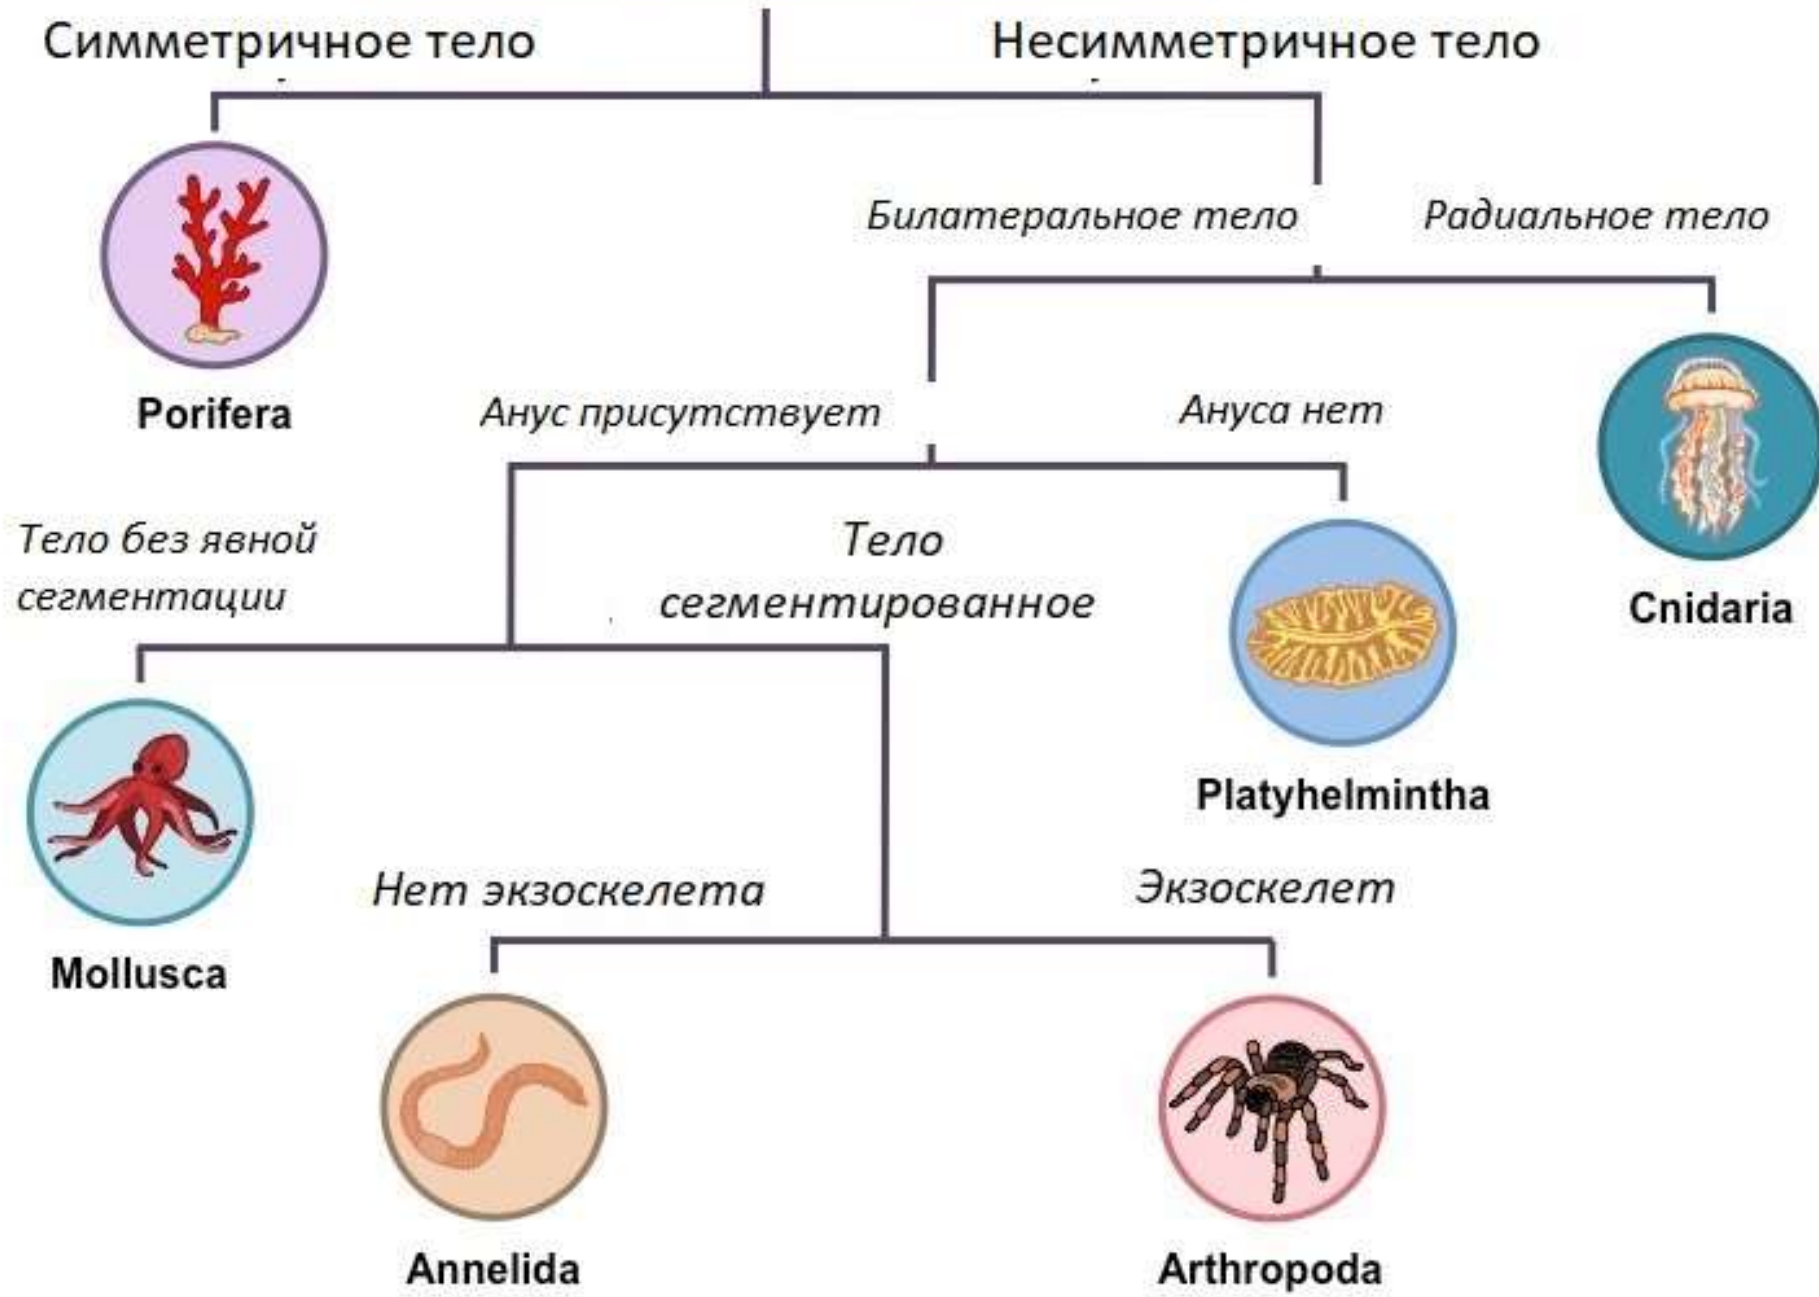 Симметричное тело
Несимметричное тело
Билатеральное тело
Радиальное тело
Porifera
Анус присутствует
Ануса нет
Тело без явной
сегментации
Тело
сегментированное
Cnidaria
Platyhelmintha
Нет экзоскелета
Экзоскелет
Mollusca
Annelida
Arthropoda